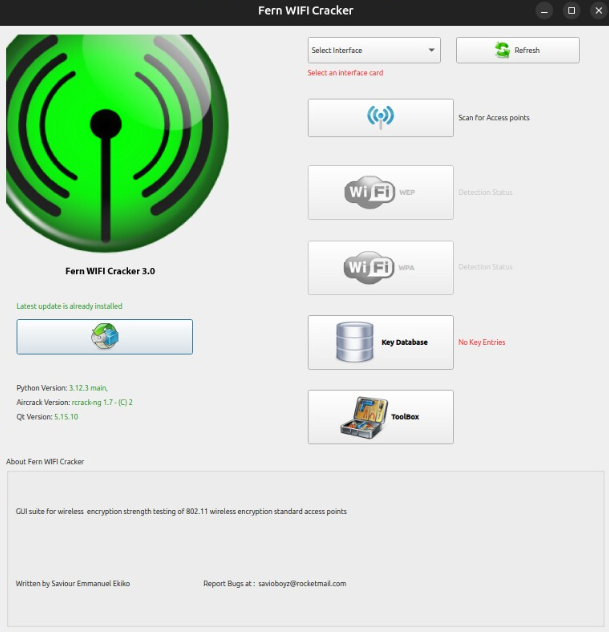 Fern WIFI Cracker
Select Interface
Refresh
Select an interface card
Scan for Access points
WiFi WEP
Detection Status
Fern WIFI Cracker 3.0
WiFi WPA
Detection Status
Latest update is already installed
Key Database
No Key Entries
Python Version: 3.12.3 main,
Aircrack Version: rcrack-ng 1.7 - (C) 2
Qt Version: 5.15.10
ToolBox
About Fern WIFI Cracker
GUI suite for wireless encryption strength testing of 802.11 wireless encryption standard access points
Written by Saviour Emmanuel Ekiko
Report Bugs at : savioboyz@rocketmail.com